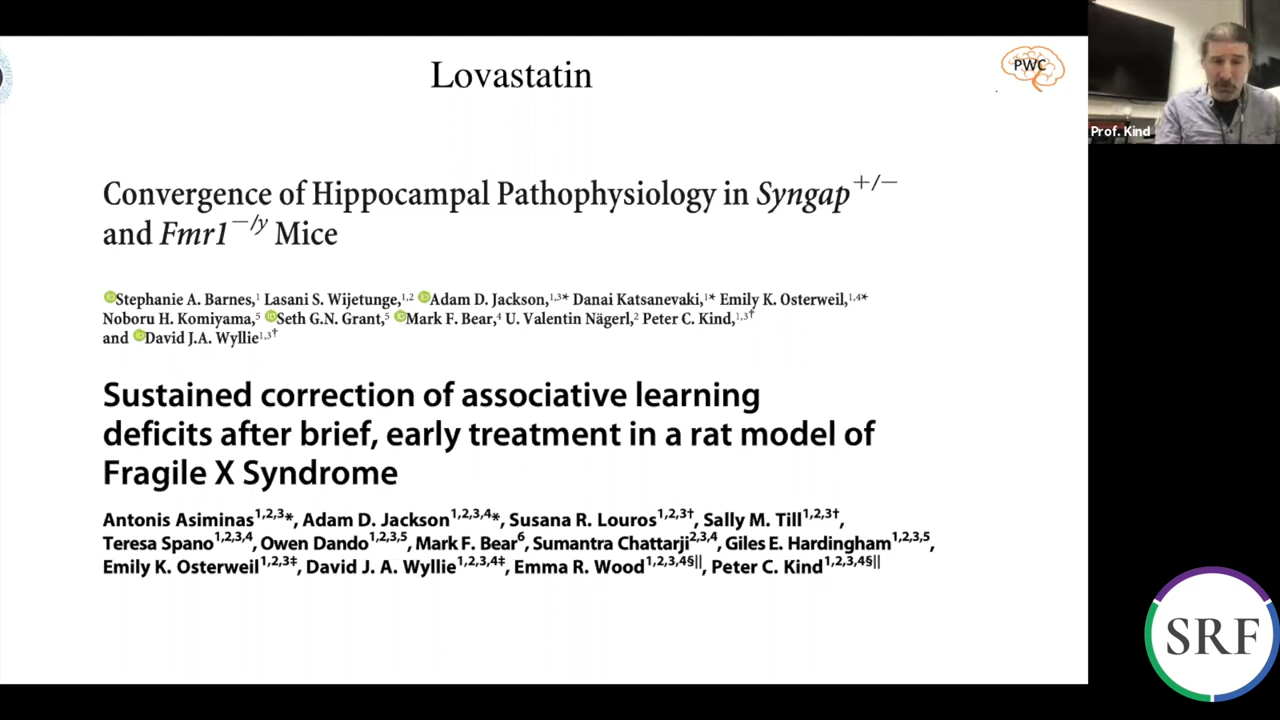 Lovastatin
PWC
Prof. Kind
Convergence of Hippocampal Pathophysiology in Syngap+/−
and Fmr1−/y Mice
Stephanie A. Barnes,1 Lasani S. Wijetunge,1,2 Adam D. Jackson,1,3* Danai Katsanevaki,1* Emily K. Osterweil,1,4*
Noboru H. Komiyama,5 Seth G.N. Grant,5 Mark F. Bear,4 U. Valentin Nägerl,2 Peter C. Kind,1,3†
and David J.A. Wyllie1,3†
Sustained correction of associative learning
deficits after brief, early treatment in a rat model of
Fragile X Syndrome
Antonis Asiminas1,2,3*, Adam D. Jackson1,2,3,4*, Susana R. Louros1,2,3†, Sally M. Till1,2,3†,
Teresa Spano1,2,3,4, Owen Dando1,2,3,5, Mark F. Bear6, Sumantra Chattarji2,3,4, Giles E. Hardingham1,2,3,5,
Emily K. Osterweil1,2,3‡, David J. A. Wyllie1,2,3,4‡, Emma R. Wood1,2,3,4§||, Peter C. Kind1,2,3,4§||
SRF